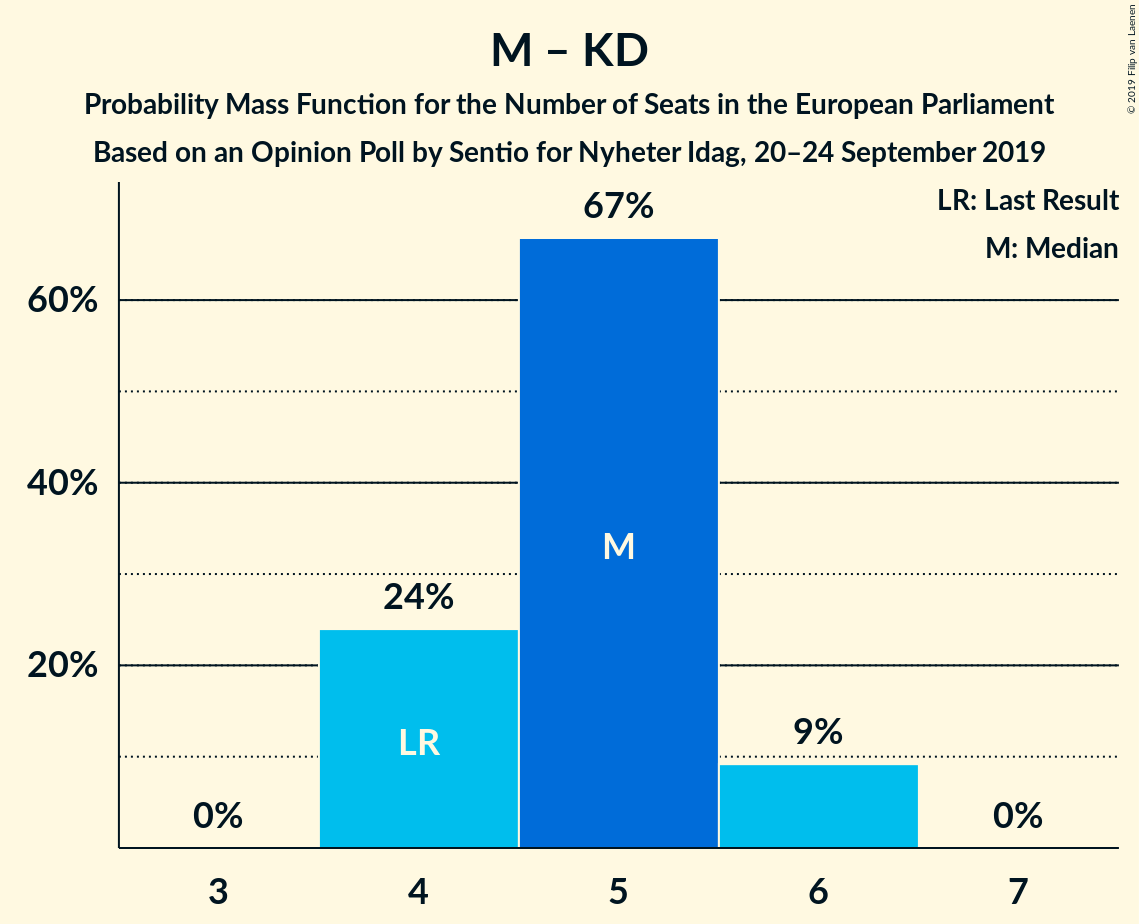 M – KD
Probability Mass Function for the Number of Seats in the European Parliament
Based on an Opinion Poll by Sentio for Nyheter Idag, 20–24 September 2019
© 2019 Filip van Laenen
LR: Last Result
M: Median
67%
60%
40%
M
24%
20%
LR
9%
0%
0%
3 4 5 6 7